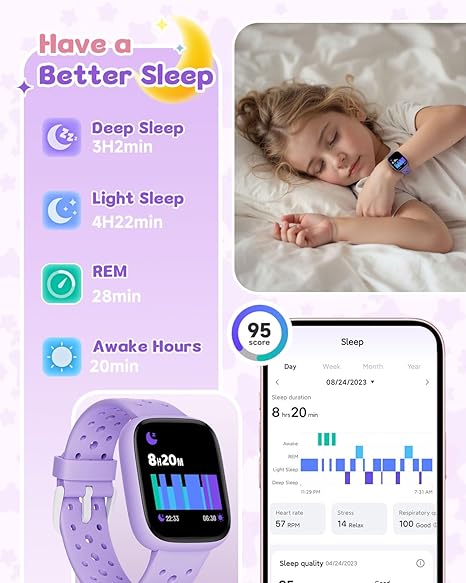 Have a
Better Sleep
Deep Sleep
3H2min
Light Sleep
4H22min
REM
28min
Awake Hours
20min
8H20M
22:33
06:30
95
score
Sleep
Day Week Month Year
08/24/2023
Sleep duration
8 hrs 20 min
Awake
REM
Light Sleep
Deep Sleep
11:29 PM 7:31 AM
Heart rate Stress Respiratory
57 RPM 14 Relax 100 Good
Sleep quality 04/24/2023
Good